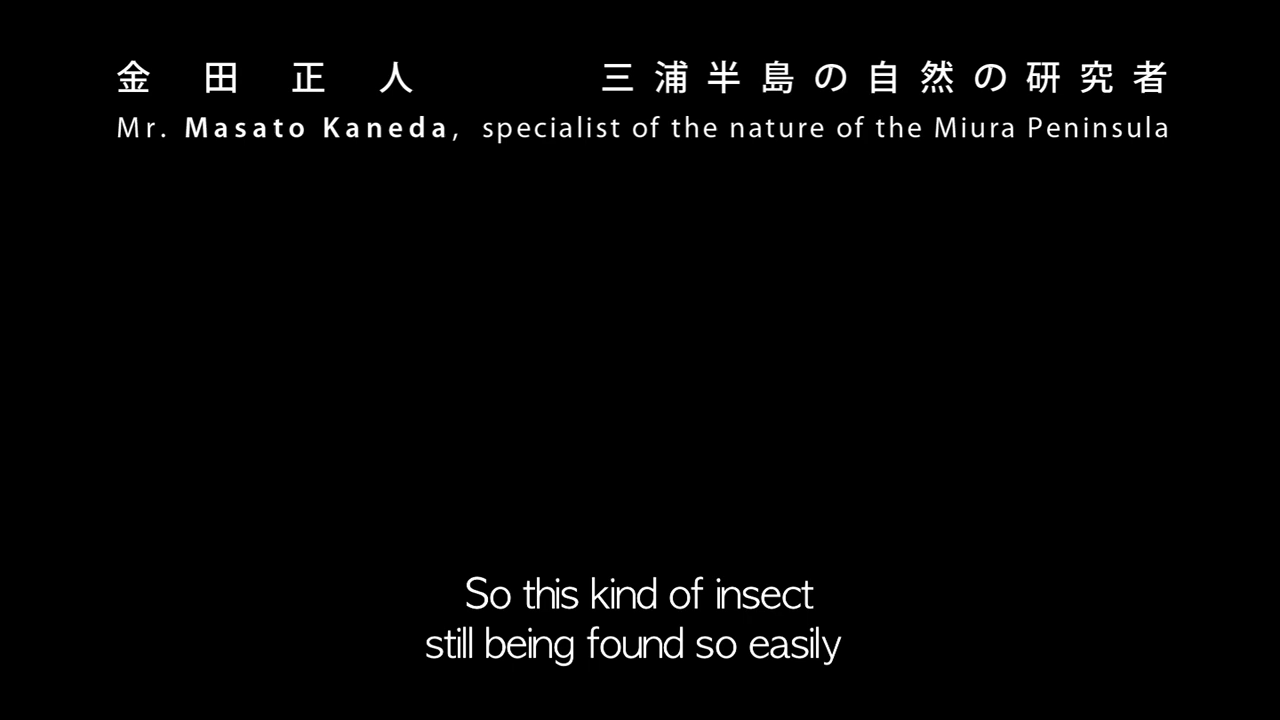 金田正人 三浦半島の自然の研究者
Mr. Masato Kaneda, specialist of the nature of the Miura Peninsula
So this kind of insect
still being found so easily